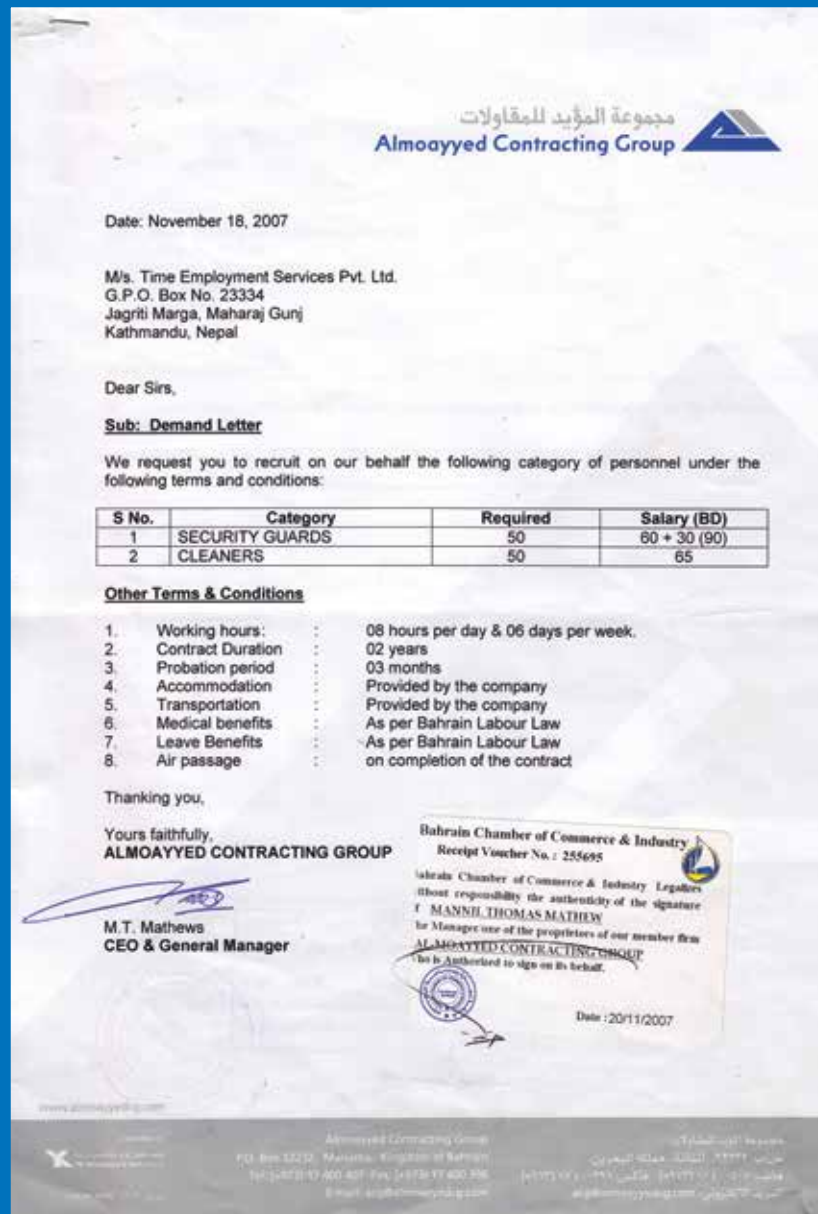 مجموعة المؤيد للمقاولات
Almoayyed Contracting Group
Date: November 18, 2007
M/s. Time Employment Services Pvt. Ltd.
G.P.O. Box No. 23334
Jagriti Marga, Maharaj Gunj
Kathmandu, Nepal
Dear Sirs,
Sub: Demand Letter
We request you to recruit on our behalf the following category of personnel under the
following terms and conditions:
S No. Category Required Salary (BD)
1 SECURITY GUARDS 50 60 + 30 (90)
2 CLEANERS 50 65
Other Terms & Conditions
1. Working hours: : 08 hours per day & 06 days per week.
2. Contract Duration : 02 years
3. Probation period : 03 months
4. Accommodation : Provided by the company
5. Transportation : Provided by the company
6. Medical benefits : As per Bahrain Labour Law
7. Leave Benefits : As per Bahrain Labour Law
8. Air passage : on completion of the contract
Thanking you,
Yours faithfully,
ALMOAYYED CONTRACTING GROUP
M.T. Mathews
CEO & General Manager
Bahrain Chamber of Commerce & Industry
Receipt Voucher No. : 255695
Chamber of Commerce & Industry Legalizes
responsibility the authenticity of the signature
MANNIL THOMAS MATHEW
Manager/one of the proprietors of our member firm
AL-MOAYYED CONTRACTING GROUP
is Authorized to sign on its behalf.
Date : 20/11/2007
Almoayyed Contracting Group
Kingdom of Bahrain